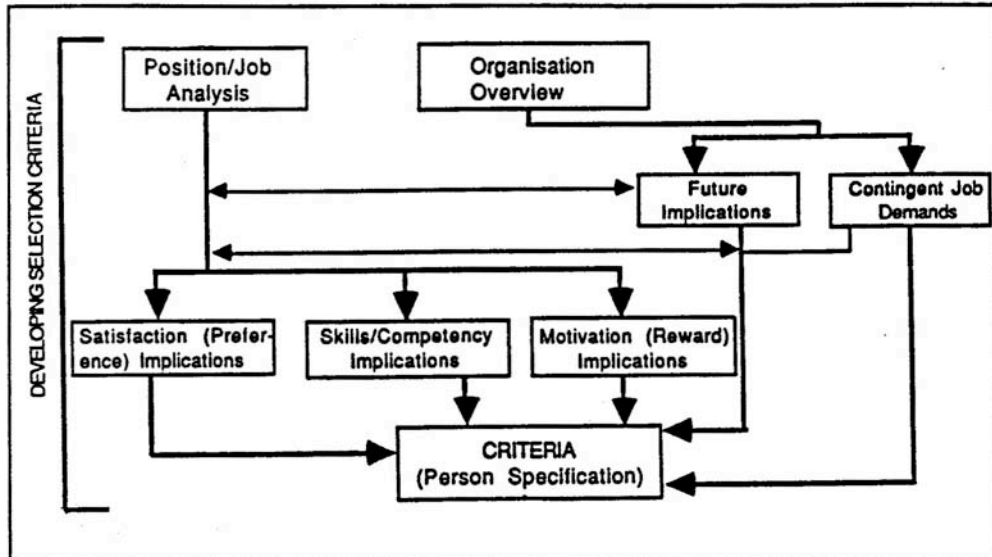 DEVELOPING SELECTION CRITERIA
Position/Job
Analysis
Organisation
Overview
Future
Implications
Contingent Job
Demands
Satisfaction (Prefer-
ence) Implications
Skills/Competency
Implications
Motivation (Reward)
Implications
CRITERIA
(Person Specification)